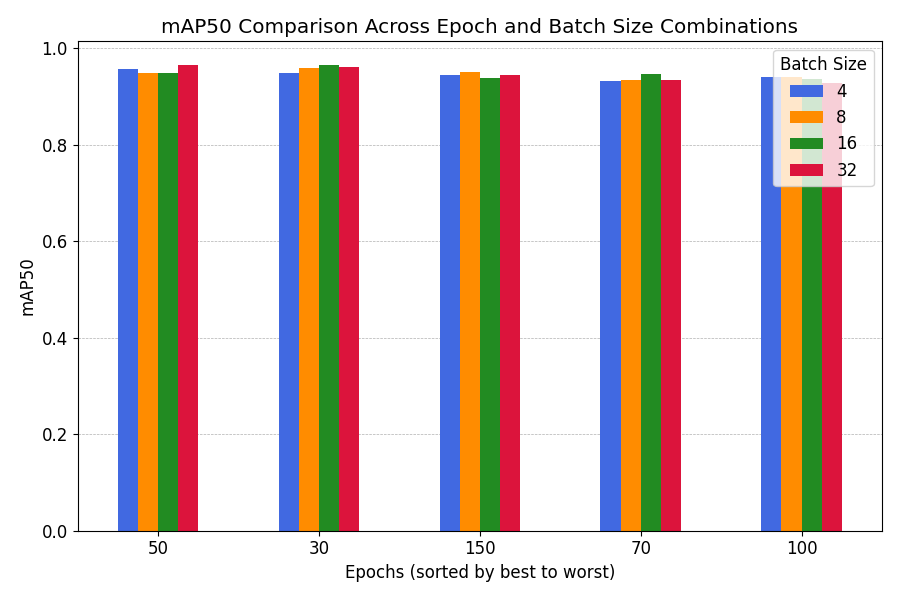 mAP50 Comparison Across Epoch and Batch Size Combinations
1.0
0.8
0.6
0.4
0.2
0.0
mAP50
Batch Size
4
8
16
32
50 30 150 70 100
Epochs (sorted by best to worst)